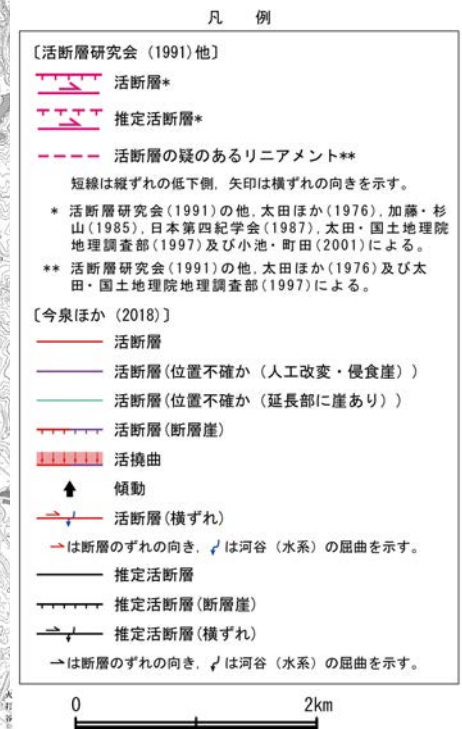 凡　例
〔活断層研究会（1991）他〕
活断層*
推定活断層*
活断層の疑のあるリニアメント**
短線は縦ずれの低下側，矢印は横ずれの向きを示す。
* 活断層研究会(1991)の他，太田ほか(1976)，加藤・杉
山(1985)，日本第四紀学会(1987)，太田・国土地理院
地理調査部(1997)及び小池・町田(2001)による。
** 活断層研究会(1991)の他，太田ほか(1976)及び太
田・国土地理院地理調査部(1997)による。
〔今泉ほか（2018)〕
活断層
活断層(位置不確か（人工改変・侵食崖））
活断層(位置不確か（延長部に崖あり））
活断層(断層崖)
活撓曲
傾動
活断層(横ずれ)
は断層のずれの向き，は河谷（水系）の屈曲を示す。
推定活断層
推定活断層(断層崖)
推定活断層(横ずれ)
は断層のずれの向き，は河谷（水系）の屈曲を示す。
0 2km